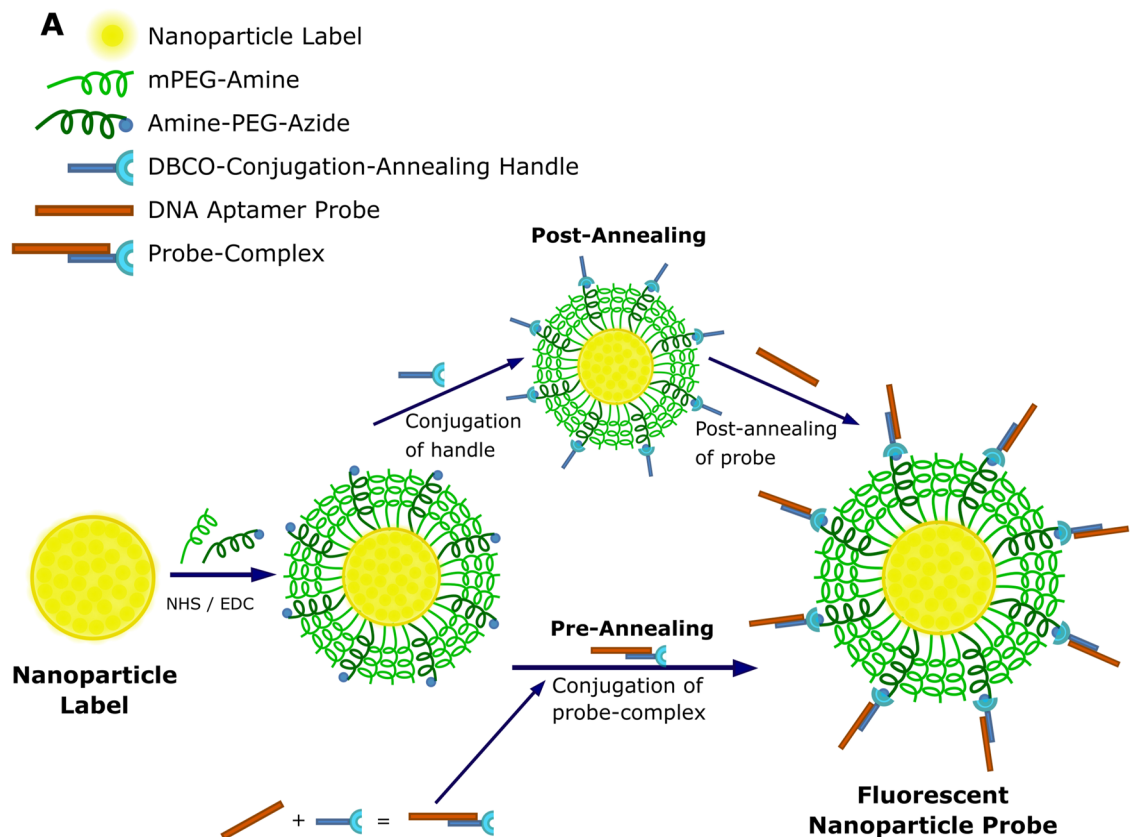 A
Nanoparticle Label
mPEG-Amine
Amine-PEG-Azide
DBCO-Conjugation-Annealing Handle
DNA Aptamer Probe
Probe-Complex
Post-Annealing
Conjugation
of handle
Post-annealing
of probe
NHS / EDC
Nanoparticle
Label
Pre-Annealing
Conjugation of
probe-complex
+ =
Fluorescent
Nanoparticle Probe